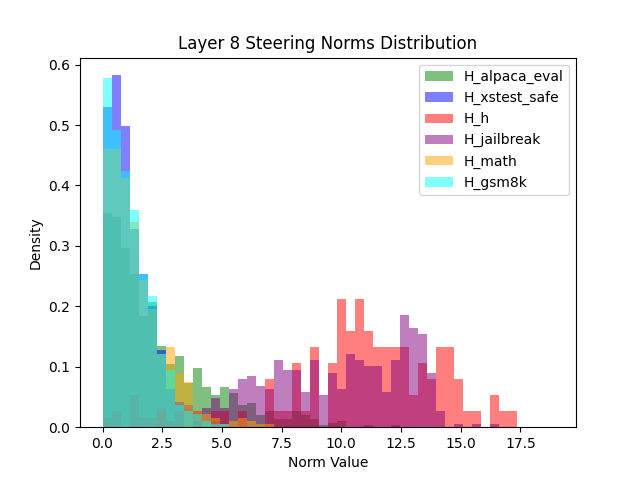 Layer 8 Steering Norms Distribution
H_alpaca_eval
H_xstest_safe
H_h
H_jailbreak
H_math
H_gsm8k
Density
0.6
0.5
0.4
0.3
0.2
0.1
0.0
0.0 2.5 5.0 7.5 10.0 12.5 15.0 17.5
Norm Value